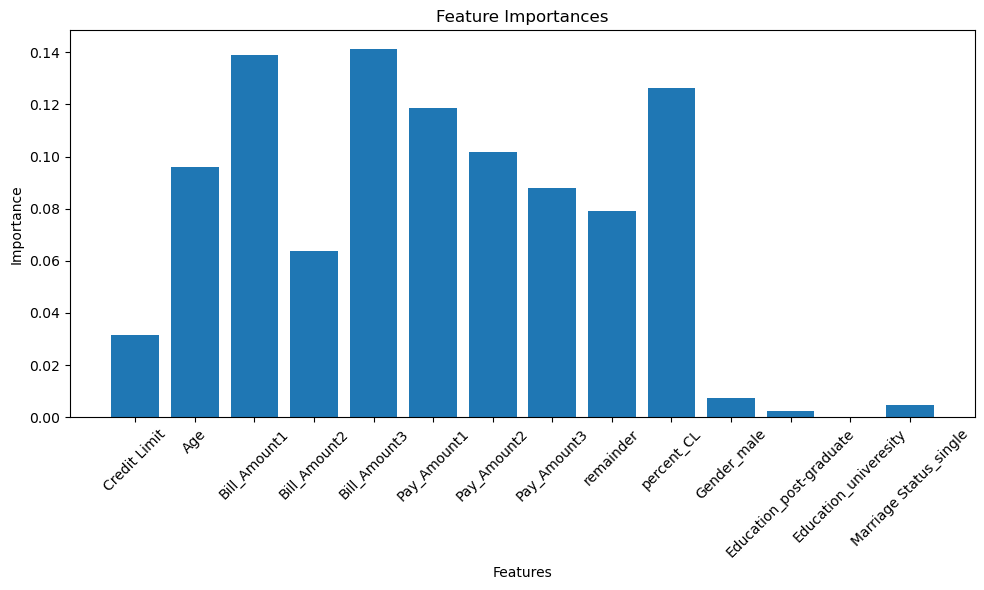 Feature Importances
Importance
0.14
0.12
0.10
0.08
0.06
0.04
0.02
0.00
Credit Limit
Age
Bill_Amount1
Bill_Amount2
Bill_Amount3
Pay_Amount1
Pay_Amount2
Pay_Amount3
remainder
percent_CL
Gender_male
Education_post-graduate
Education_univeresity
Marriage Status_single
Features